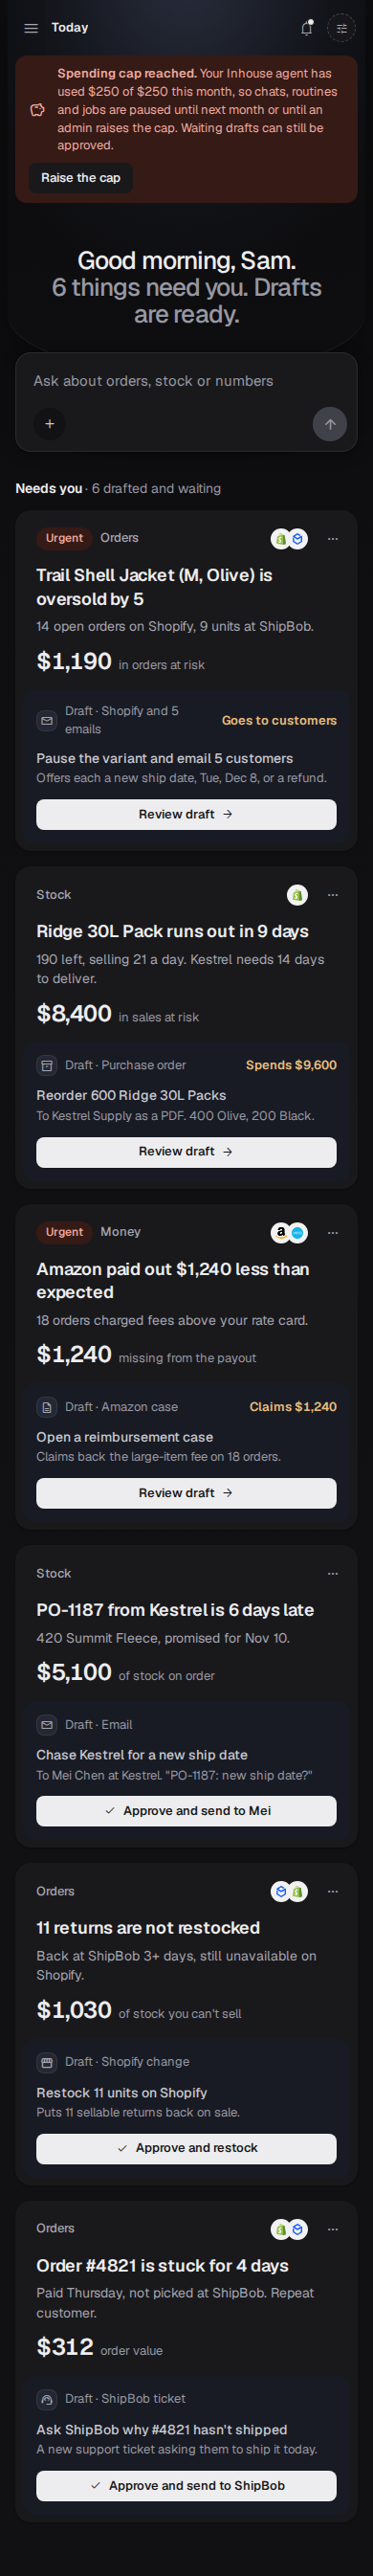 Today
Spending cap reached. Your Inhouse agent has
used $250 of $250 this month, so chats, routines
and jobs are paused until next month or until an
admin raises the cap. Waiting drafts can still be
approved.
Raise the cap
Good morning, Sam.
6 things need you. Drafts
are ready.
Ask about orders, stock or numbers
Needs you · 6 drafted and waiting
Urgent Orders
Trail Shell Jacket (M, Olive) is
oversold by 5
14 open orders on Shopify, 9 units at ShipBob.
$1,190 in orders at risk
Draft · Shopify and 5
emails
Goes to customers
Pause the variant and email 5 customers
Offers each a new ship date, Tue, Dec 8, or a refund.
Review draft →
Stock
Ridge 30L Pack runs out in 9 days
190 left, selling 21 a day. Kestrel needs 14 days
to deliver.
$8,400 in sales at risk
Draft · Purchase order Spends $9,600
Reorder 600 Ridge 30L Packs
To Kestrel Supply as a PDF. 400 Olive, 200 Black.
Review draft →
Urgent Money
Amazon paid out $1,240 less than
expected
18 orders charged fees above your rate card.
$1,240 missing from the payout
Draft · Amazon case Claims $1,240
Open a reimbursement case
Claims back the large-item fee on 18 orders.
Review draft →
Stock
PO-1187 from Kestrel is 6 days late
420 Summit Fleece, promised for Nov 10.
$5,100 of stock on order
Draft · Email
Chase Kestrel for a new ship date
To Mei Chen at Kestrel. "PO-1187: new ship date?"
Approve and send to Mei
Orders
11 returns are not restocked
Back at ShipBob 3+ days, still unavailable on
Shopify.
$1,030 of stock you can't sell
Draft · Shopify change
Restock 11 units on Shopify
Puts 11 sellable returns back on sale.
Approve and restock
Orders
Order #4821 is stuck for 4 days
Paid Thursday, not picked at ShipBob. Repeat
customer.
$312 order value
Draft · ShipBob ticket
Ask ShipBob why #4821 hasn't shipped
A new support ticket asking them to ship it today.
Approve and send to ShipBob